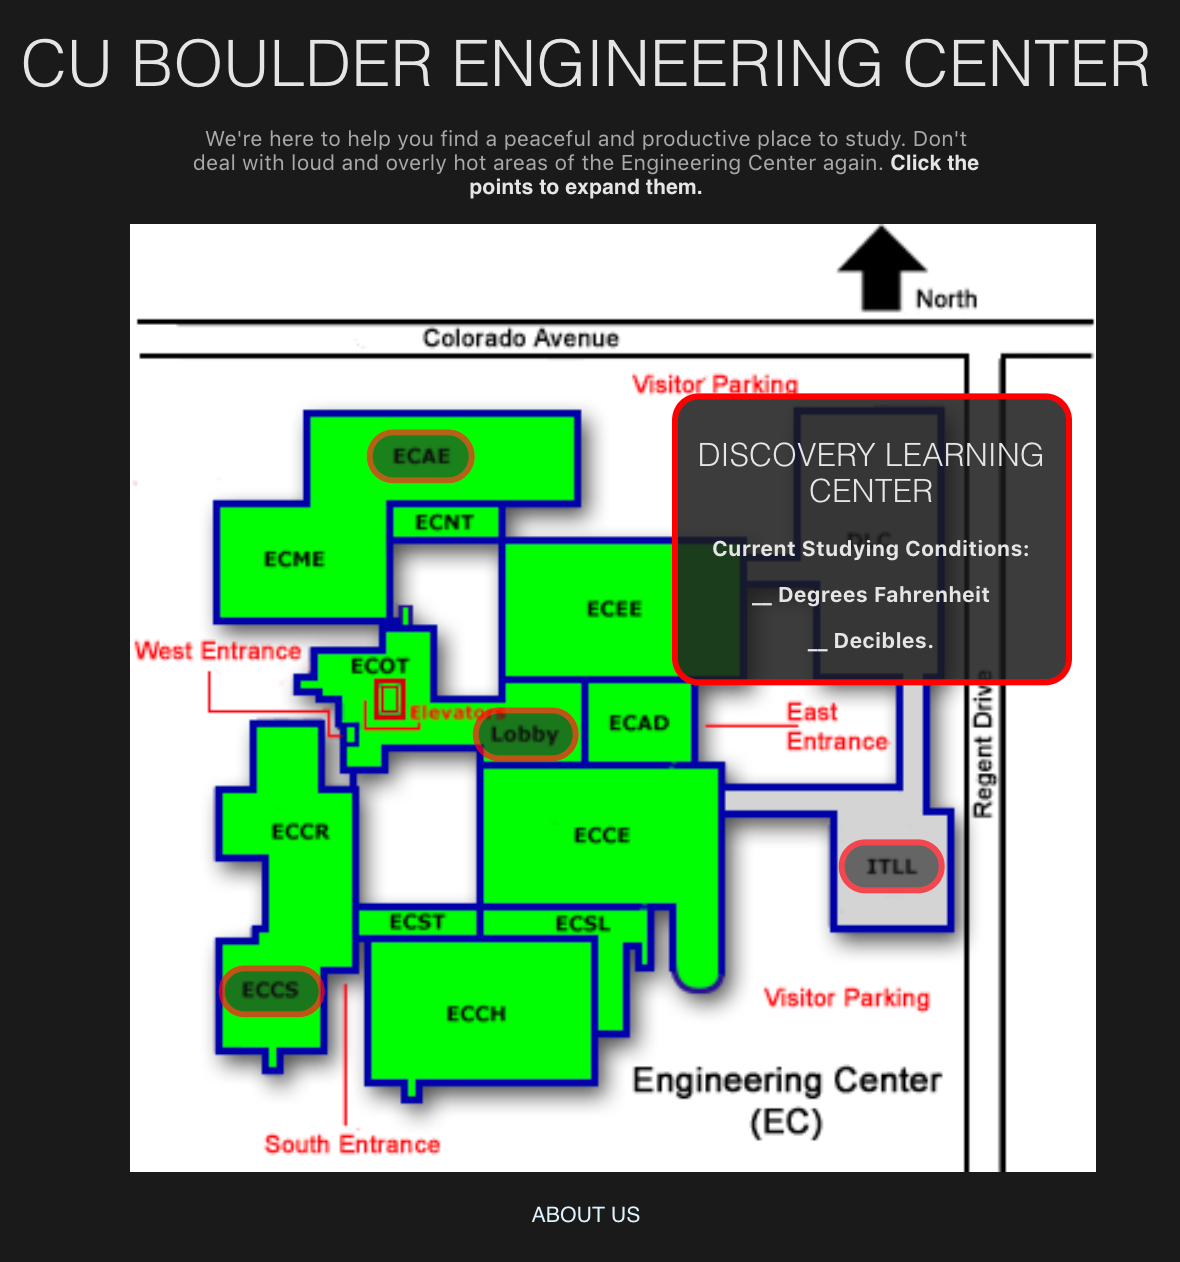 CU BOULDER ENGINEERING CENTER
We're here to help you find a peaceful and productive place to study. Don't
deal with loud and overly hot areas of the Engineering Center again. Click the
points to expand them.
North
Colorado Avenue
Visitor Parking
ECAE
DISCOVERY LEARNING
CENTER
ECNT
DLC
Current Studying Conditions:
ECME
__ Degrees Fahrenheit
ECEE
__ Decibles.
West Entrance
ECOT
Elevators
Lobby
ECAD
East
Entrance
Regent Drive
ECCR
ECCE
ITLL
ECST
ECSL
ECCS
ECCH
Visitor Parking
Engineering Center
(EC)
South Entrance
ABOUT US